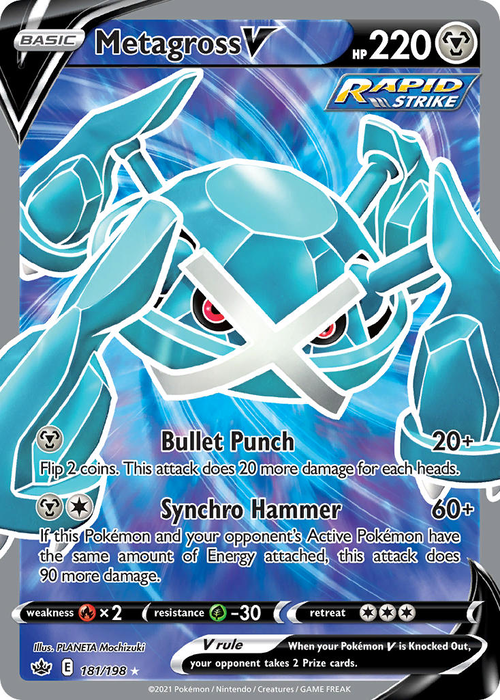 BASIC Metagross V HP 220
RAPID
STRIKE
Bullet Punch 20+
Flip 2 coins. This attack does 20 more damage for each heads.
Synchro Hammer 60+
If this Pokémon and your opponent's Active Pokémon have
the same amount of Energy attached, this attack does
90 more damage.
weakness ×2 resistance -30 retreat
Illus. PLANETA Mochizuki
V rule When your Pokémon V is Knocked Out,
your opponent takes 2 Prize cards.
E 181/198
©2021 Pokémon / Nintendo / Creatures / GAME FREAK